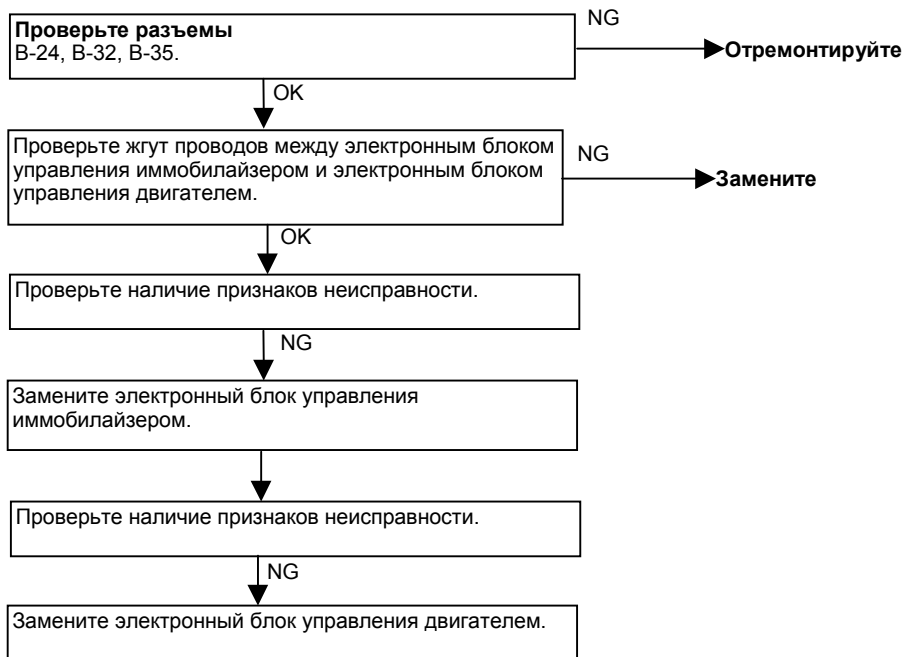 Проверьте разъемы
NG
B-24, B-32, B-35.
Отремонтируйте
OK
Проверьте жгут проводов между электронным блоком
управления иммобилайзером и электронным блоком
управления двигателем.
NG
Замените
OK
Проверьте наличие признаков неисправности.
NG
Замените электронный блок управления
иммобилайзером.
Проверьте наличие признаков неисправности.
NG
Замените электронный блок управления двигателем.